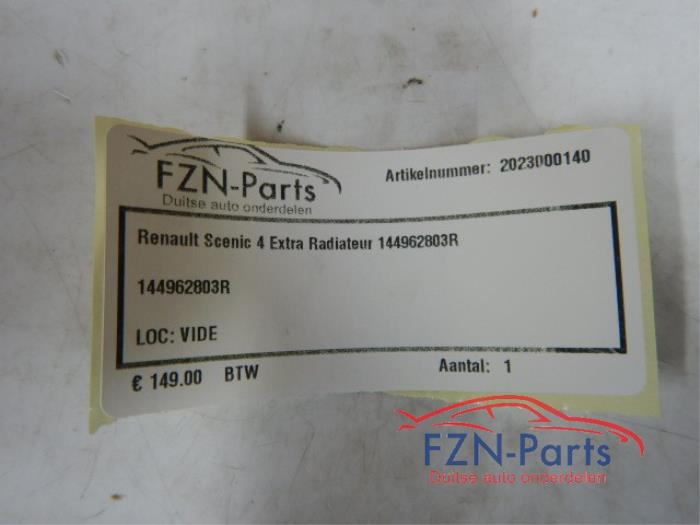 FZN-Parts
Duitse auto onderdelen
Artikelnummer: 2023000140
Renault Scenic 4 Extra Radiateur 144962803R
144962803R
LOC: VIDE
€ 149.00 BTW
Aantal: 1
FZN-Parts
Duitse auto onderdelen